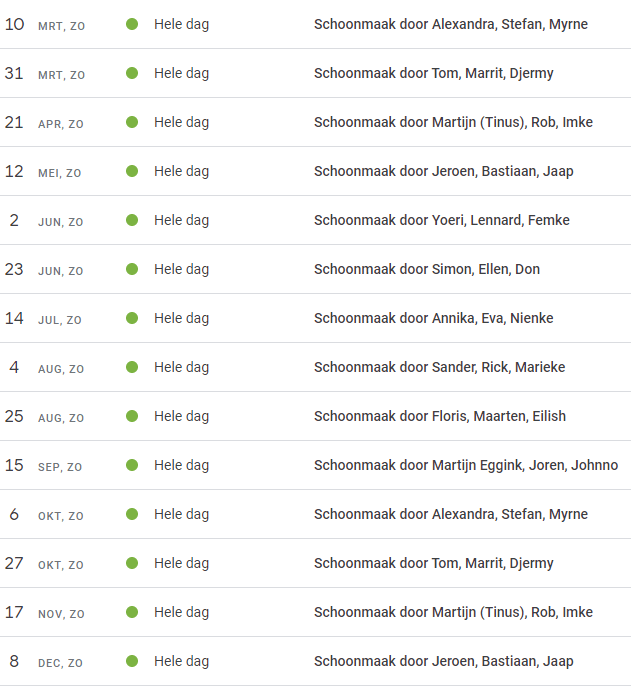 10 MRT, ZO Hele dag Schoonmaak door Alexandra, Stefan, Myrne
31 MRT, ZO Hele dag Schoonmaak door Tom, Marrit, Djermy
21 APR, ZO Hele dag Schoonmaak door Martijn (Tinus), Rob, Imke
12 MEI, ZO Hele dag Schoonmaak door Jeroen, Bastiaan, Jaap
2 JUN, ZO Hele dag Schoonmaak door Yoeri, Lennard, Femke
23 JUN, ZO Hele dag Schoonmaak door Simon, Ellen, Don
14 JUL, ZO Hele dag Schoonmaak door Annika, Eva, Nienke
4 AUG, ZO Hele dag Schoonmaak door Sander, Rick, Marieke
25 AUG, ZO Hele dag Schoonmaak door Floris, Maarten, Eilish
15 SEP, ZO Hele dag Schoonmaak door Martijn Eggink, Joren, Johnno
6 OKT, ZO Hele dag Schoonmaak door Alexandra, Stefan, Myrne
27 OKT, ZO Hele dag Schoonmaak door Tom, Marrit, Djermy
17 NOV, ZO Hele dag Schoonmaak door Martijn (Tinus), Rob, Imke
8 DEC, ZO Hele dag Schoonmaak door Jeroen, Bastiaan, Jaap